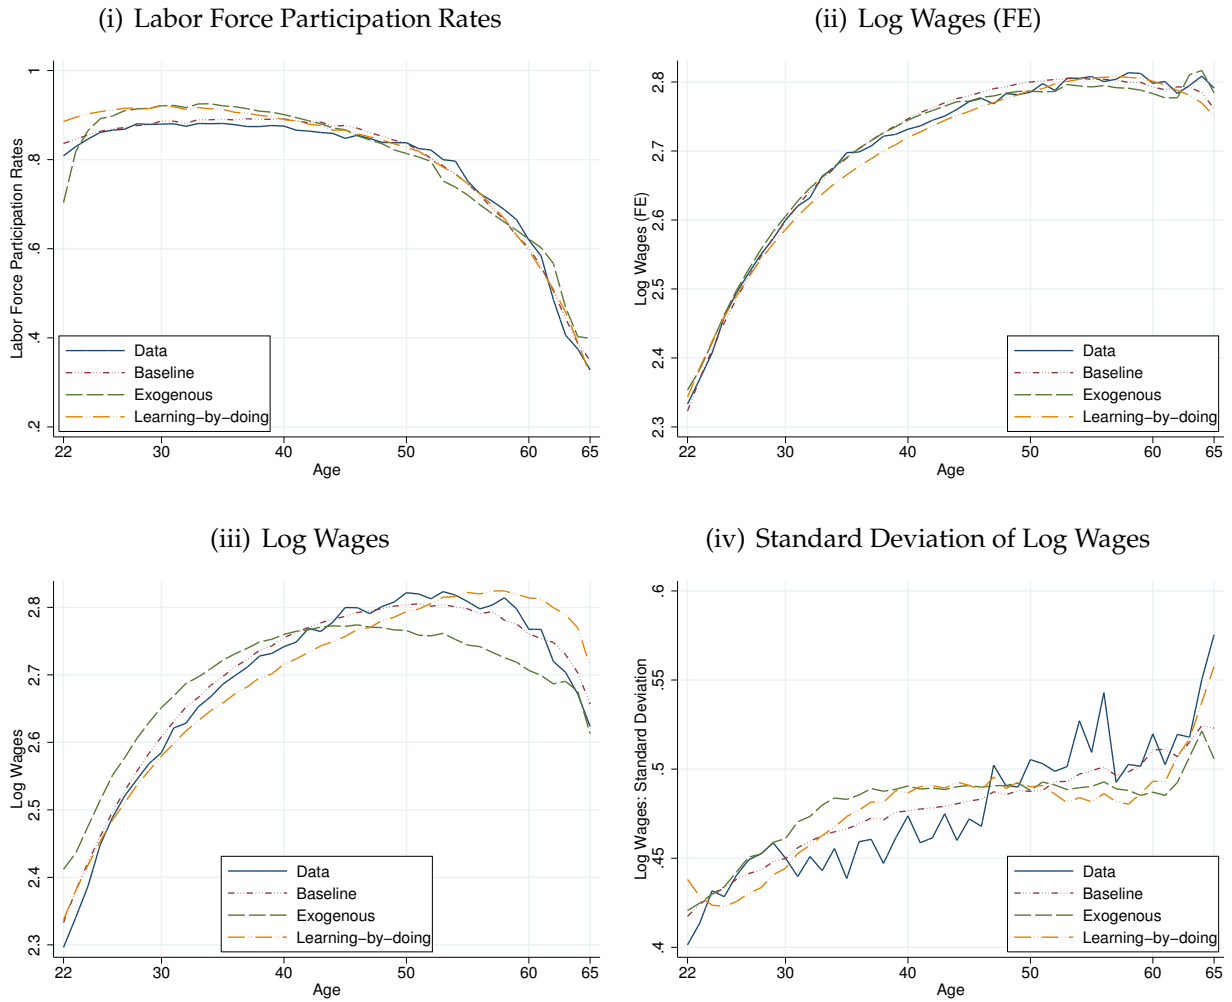 (i) Labor Force Participation Rates
Labor Force Participation Rates
1
.8
.6
.4
.2
Data
Baseline
Exogenous
Learning−by−doing
22
30
40
50
60
65
Age
(ii) Log Wages (FE)
Log Wages (FE)
2.8
2.7
2.6
2.5
2.4
2.3
Data
Baseline
Exogenous
Learning−by−doing
22
30
40
50
60
65
Age
(iii) Log Wages
Log Wages
2.8
2.7
2.6
2.5
2.4
2.3
Data
Baseline
Exogenous
Learning−by−doing
22
30
40
50
60
65
Age
(iv) Standard Deviation of Log Wages
Log Wages: Standard Deviation
.6
.55
.5
.45
.4
Data
Baseline
Exogenous
Learning−by−doing
22
30
40
50
60
65
Age